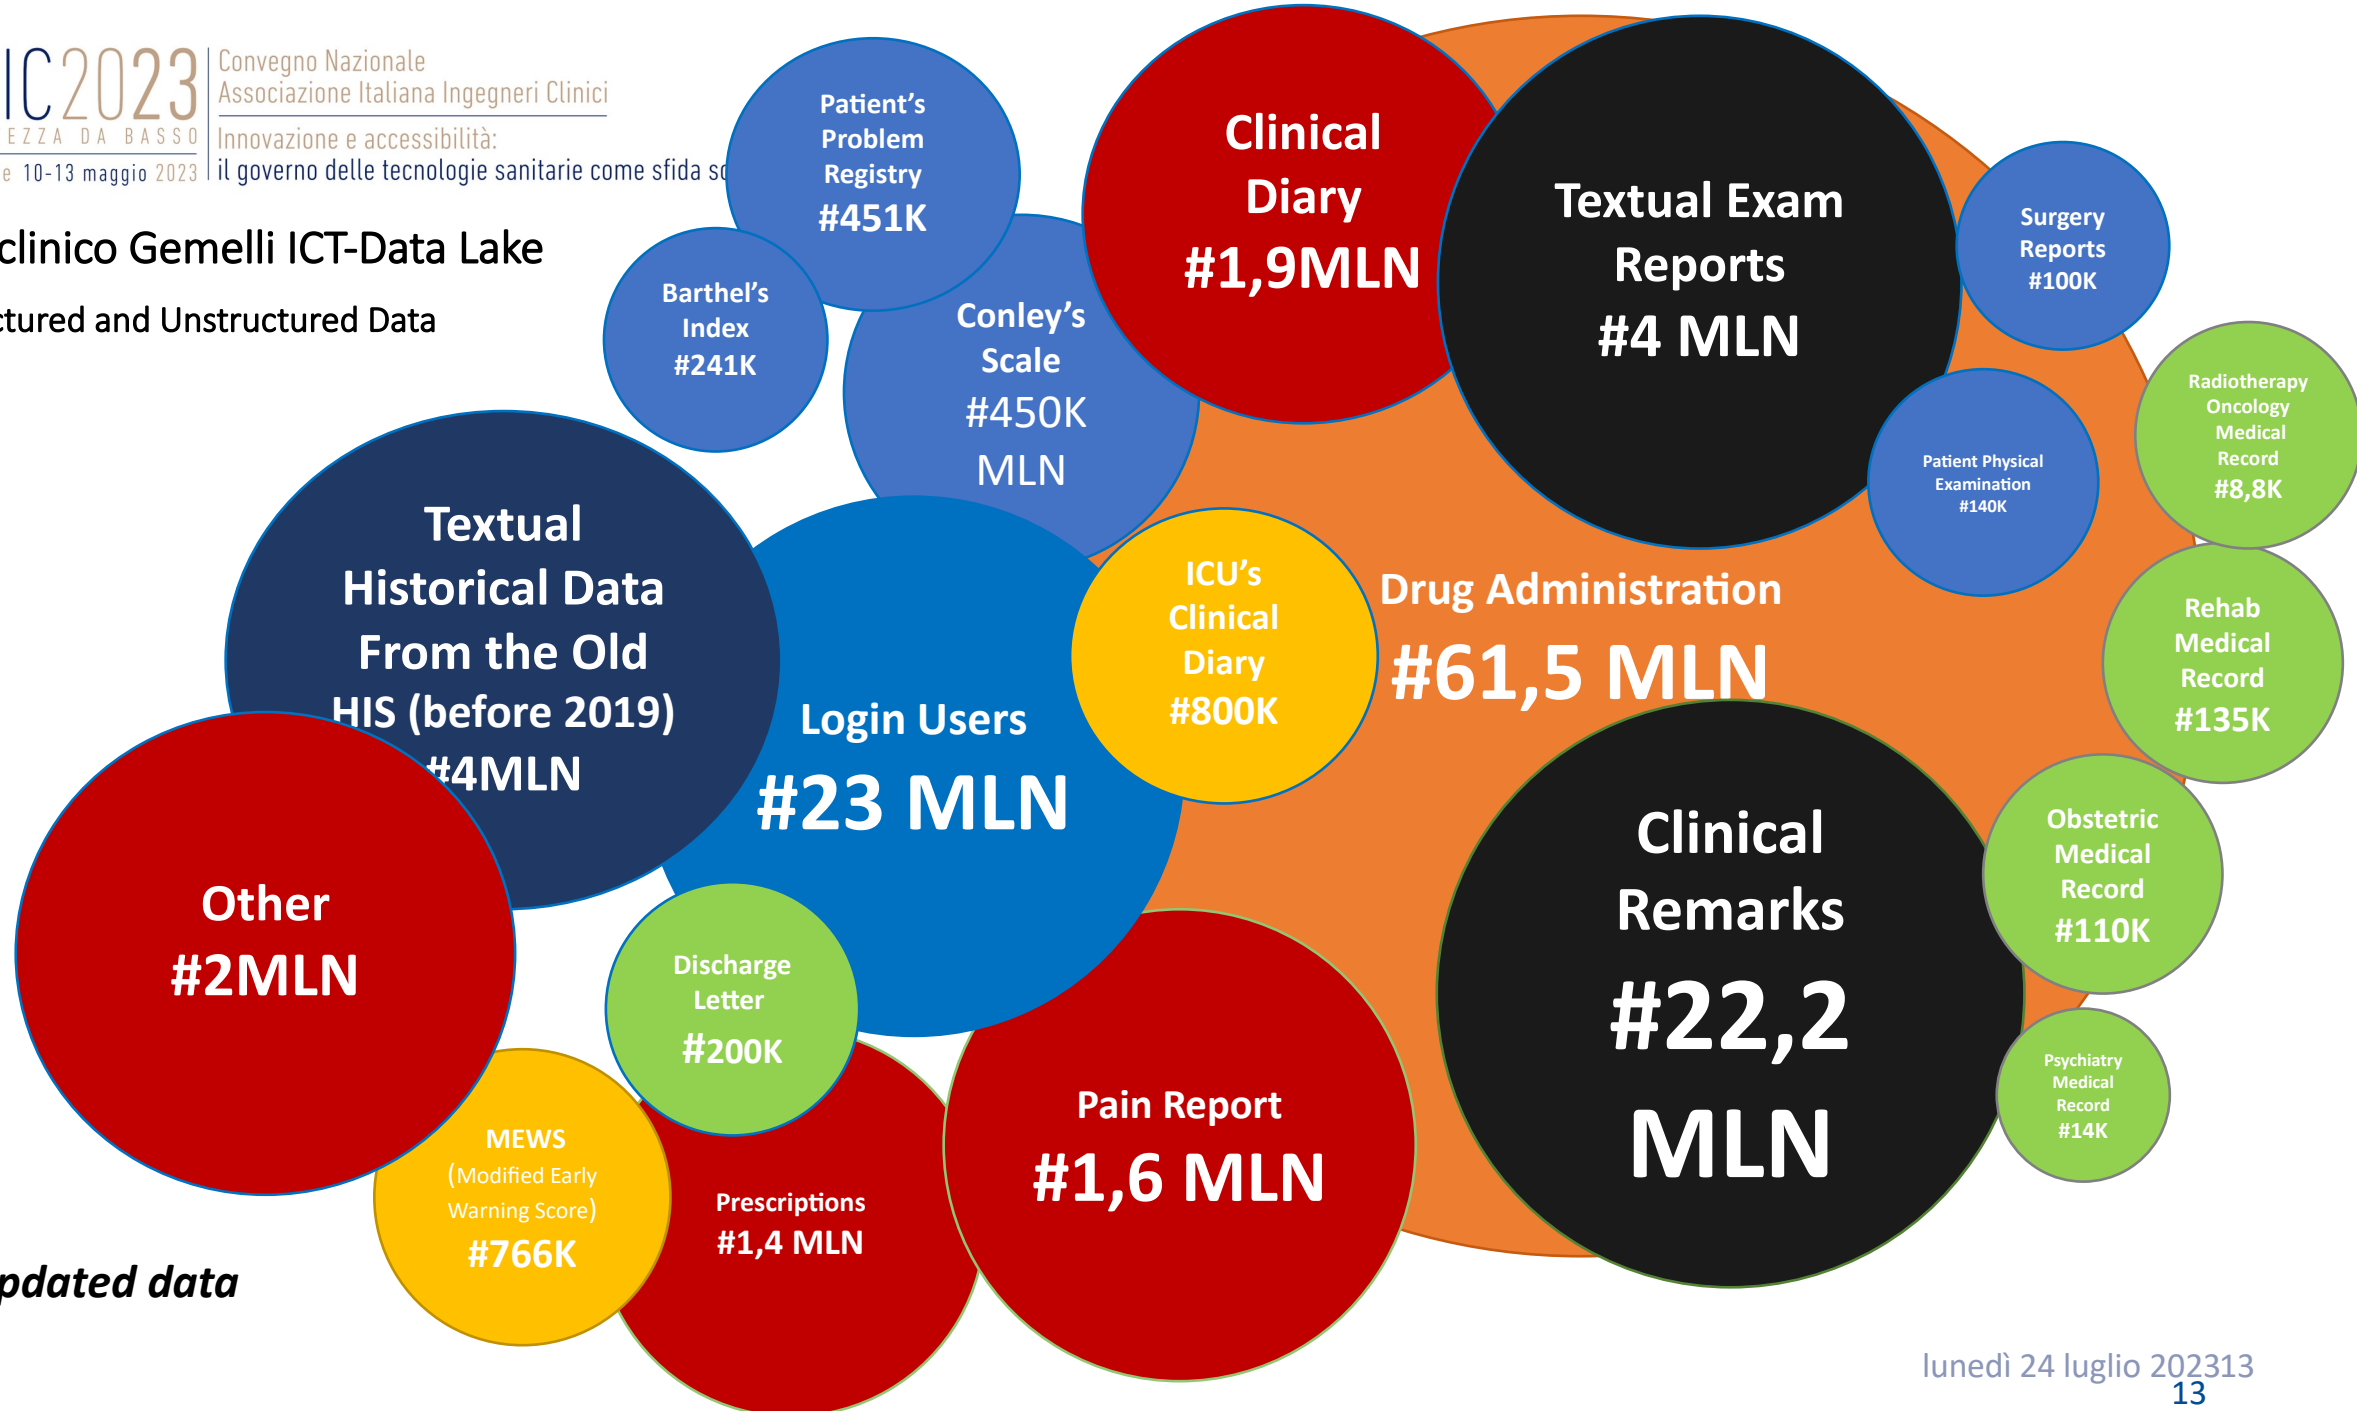 IC2023
EZZA DA BASSO
e 10-13 maggio 2023
Convegno Nazionale
Associazione Italiana Ingegneri Clinici
Innovazione e accessibilità:
il governo delle tecnologie sanitarie come sfida so
clinico Gemelli ICT-Data Lake
ctured and Unstructured Data
Patient's
Problem
Registry
#451K
Barthel's
Index
#241K
Conley's
Scale
#450K
MLN
Clinical
Diary
#1,9MLN
Textual Exam
Reports
#4 MLN
Surgery
Reports
#100K
Radiotherapy
Oncology
Medical
Record
#8,8K
Patient Physical
Examination
#140K
Textual
Historical Data
From the Old
HIS (before 2019)
#4MLN
Login Users
#23 MLN
ICU's
Clinical
Diary
#800K
Drug Administration
#61,5 MLN
Rehab
Medical
Record
#135K
Other
#2MLN
Discharge
Letter
#200K
Clinical
Remarks
#22,2
MLN
Obstetric
Medical
Record
#110K
Psychiatry
Medical
Record
#14K
MEWS
(Modified Early
Warning Score)
#766K
Prescriptions
#1,4 MLN
Pain Report
#1,6 MLN
pdated data
lunedì 24 luglio 202313
13